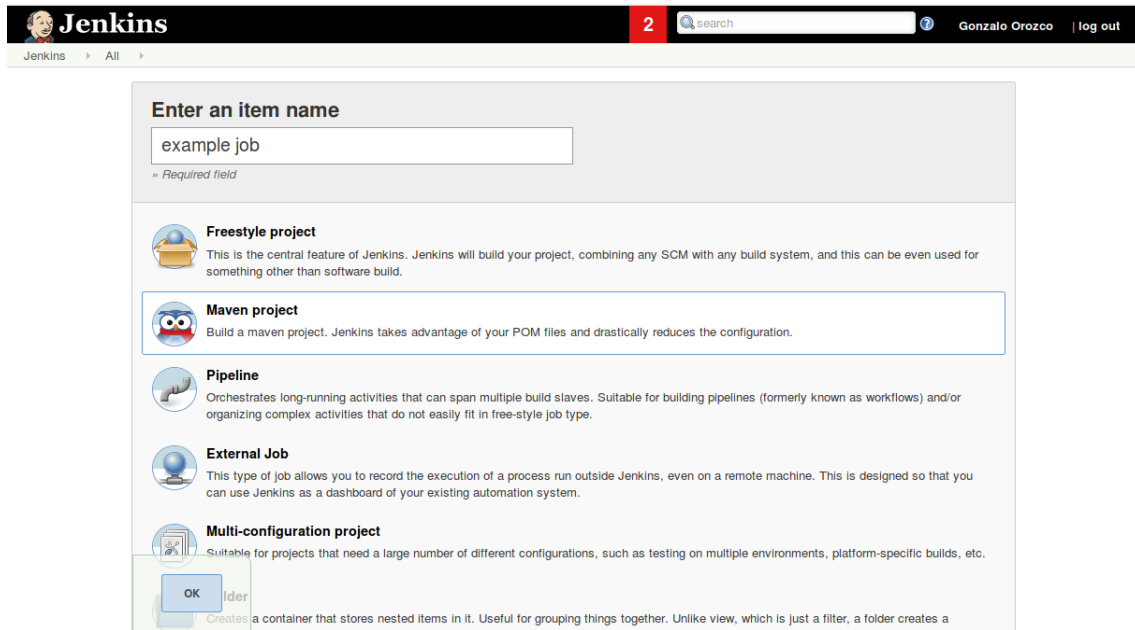 Jenkins
2
search
Gonzalo Orozco
| log out
Jenkins
All
Enter an item name
example job
» Required field
Freestyle project
This is the central feature of Jenkins. Jenkins will build your project, combining any SCM with any build system, and this can be even used for
something other than software build.
Maven project
Build a maven project. Jenkins takes advantage of your POM files and drastically reduces the configuration.
Pipeline
Orchestrates long-running activities that can span multiple build slaves. Suitable for building pipelines (formerly known as workflows) and/or
organizing complex activities that do not easily fit in free-style job type.
External Job
This type of job allows you to record the execution of a process run outside Jenkins, even on a remote machine. This is designed so that you
can use Jenkins as a dashboard of your existing automation system.
Multi-configuration project
Suitable for projects that need a large number of different configurations, such as testing on multiple environments, platform-specific builds, etc.
OK
lder
Creates a container that stores nested items in it. Useful for grouping things together. Unlike view, which is just a filter, a folder creates a